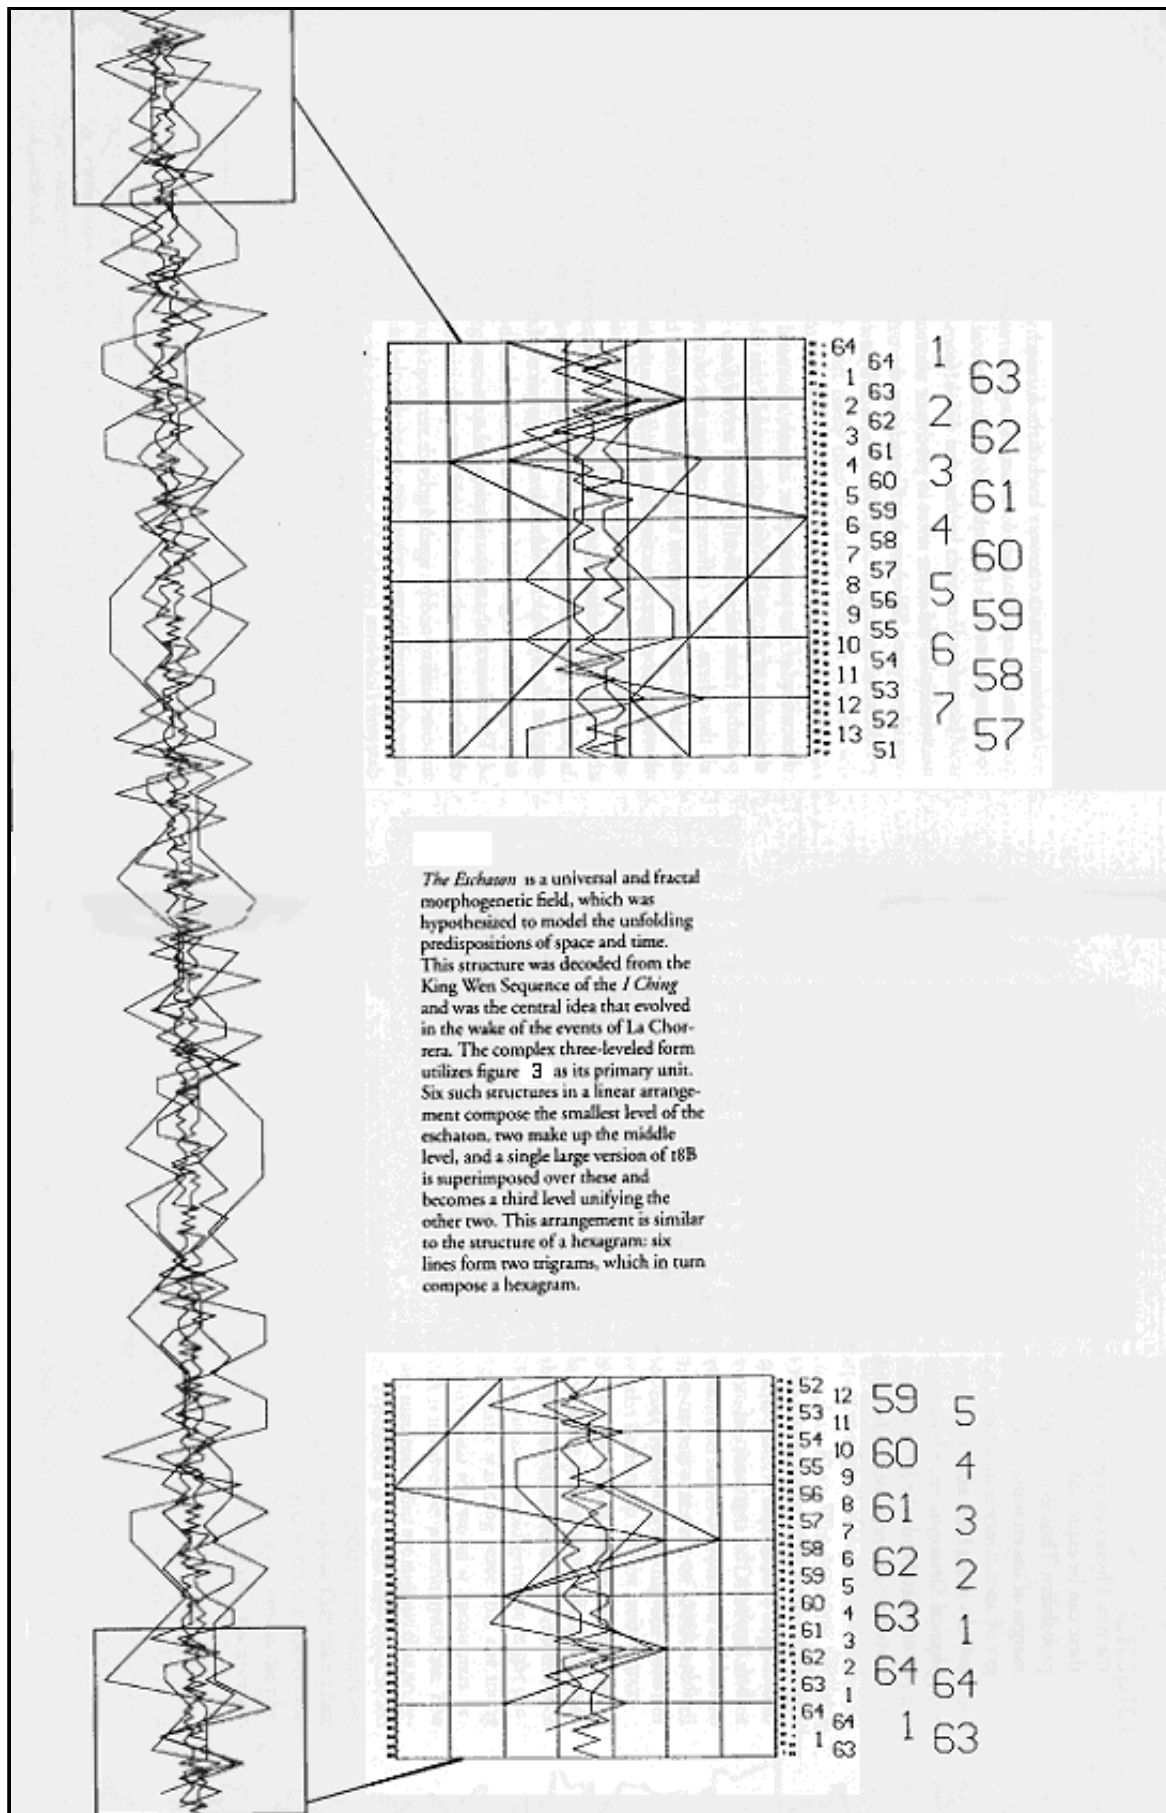 64 64 1 63
1 63
2 62 2 62
3 61
4 60 3 61
5 59
6 58 4 60
7 57
8 56 5 59
9 55
10 54 6 58
11 53
12 52 7 57
13 51
The Eschaton is a universal and fractal
morphogenetic field, which was
hypothesized to model the unfolding
predispositions of space and time.
This structure was decoded from the
King Wen Sequence of the I Ching
and was the central idea that evolved
in the wake of the events of La Chor-
rera. The complex three-leveled form
utilizes figure 3 as its primary unit.
Six such structures in a linear arrange-
ment compose the smallest level of the
eschaton, two make up the middle
level, and a single large version of 18B
is superimposed over these and
becomes a third level unifying the
other two. This arrangement is similar
to the structure of a hexagram: six
lines form two trigrams, which in turn
compose a hexagram.
52 12 59 5
53 11
54 10 60 4
55 9
56 8 61 3
57 7
58 6 62 2
59 5
60 4 63 1
61 3
62 2 64 64
63 1
64 64 1 63
1 63